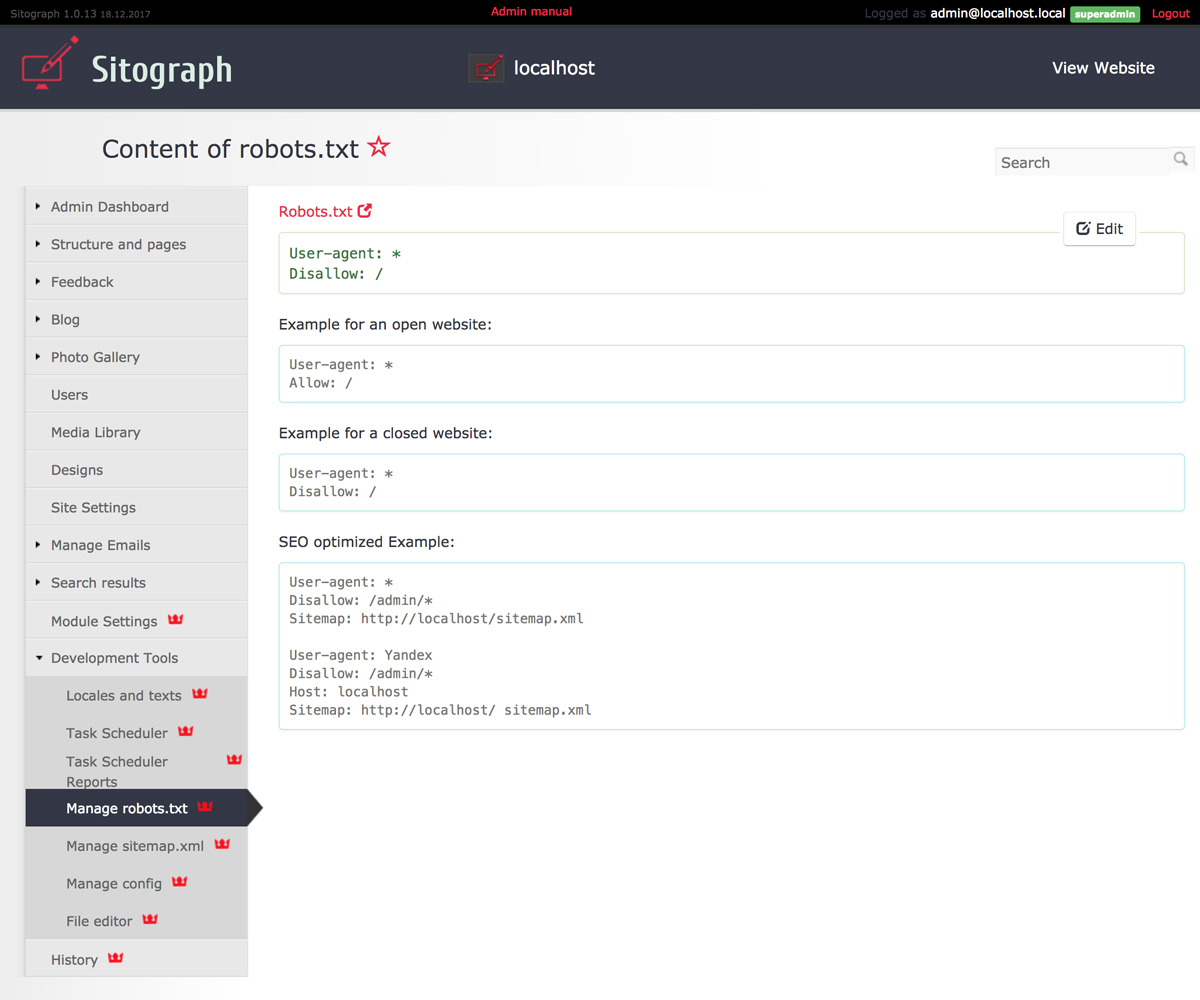 Sitograph 1.0.13 18.12.2017
Admin manual
Logged as admin@localhost.local superadmin Logout
Sitograph
localhost
View Website
Content of robots.txt
Search
Admin Dashboard
Structure and pages
Feedback
Blog
Photo Gallery
Users
Media Library
Designs
Site Settings
Manage Emails
Search results
Module Settings
Development Tools
Locales and texts
Task Scheduler
Task Scheduler
Reports
Manage robots.txt
Manage sitemap.xml
Manage config
File editor
History
Robots.txt
Edit
User-agent: *
Disallow: /
Example for an open website:
User-agent: *
Allow: /
Example for a closed website:
User-agent: *
Disallow: /
SEO optimized Example:
User-agent: *
Disallow: /admin/*
Sitemap: http://localhost/sitemap.xml
User-agent: Yandex
Disallow: /admin/*
Host: localhost
Sitemap: http://localhost/ sitemap.xml